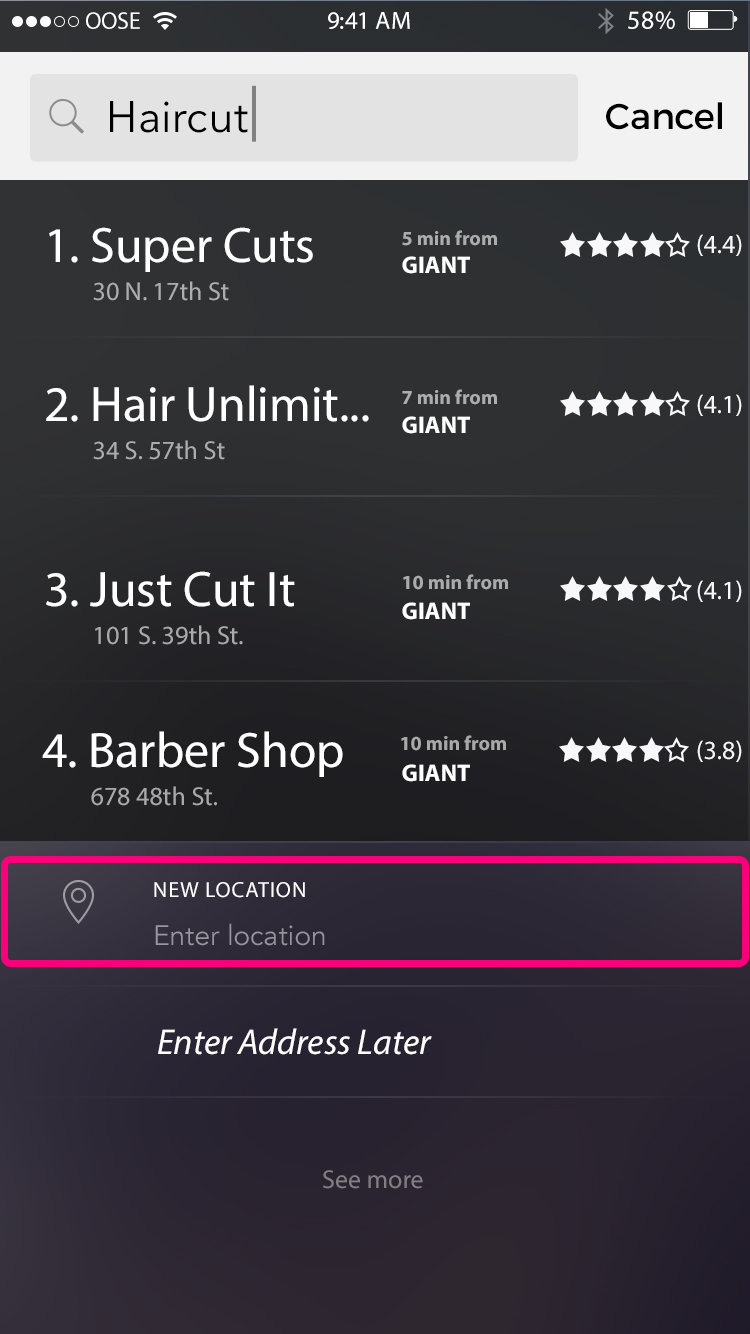 OOSE 9:41 AM 58%
Haircut Cancel
1. Super Cuts 5 min from (4.4)
GIANT
30 N. 17th St
2. Hair Unlimit... 7 min from (4.1)
GIANT
34 S. 57th St
3. Just Cut It 10 min from (4.1)
GIANT
101 S. 39th St.
4. Barber Shop 10 min from (3.8)
GIANT
678 48th St.
NEW LOCATION
Enter location
Enter Address Later
See more